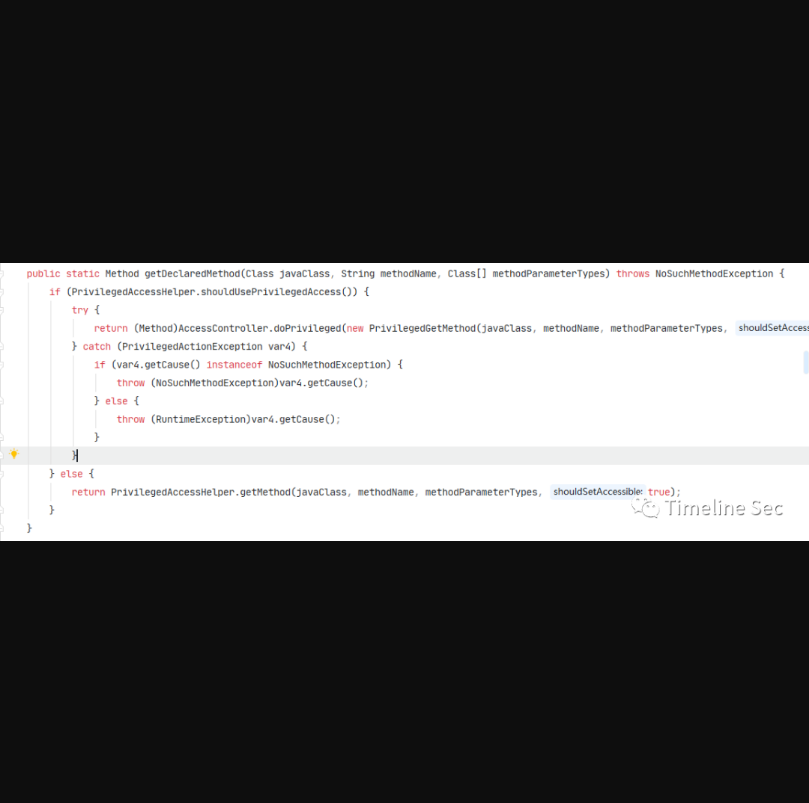 public static Method getDeclaredMethod(Class javaClass, String methodName, Class[] methodParameterTypes) throws NoSuchMethodException {
if (PrivilegedAccessHelper.shouldUsePrivilegedAccess()) {
try {
return (Method)AccessController.doPrivileged(new PrivilegedGetMethod(javaClass, methodName, methodParameterTypes,
} catch (PrivilegedActionException var4) {
if (var4.getCause() instanceof NoSuchMethodException) {
throw (NoSuchMethodException)var4.getCause();
} else {
throw (RuntimeException)var4.getCause();
}
}
} else {
return PrivilegedAccessHelper.getMethod(javaClass, methodName, methodParameterTypes, shouldSetAccessible: true);
}
}
Timeline Sec